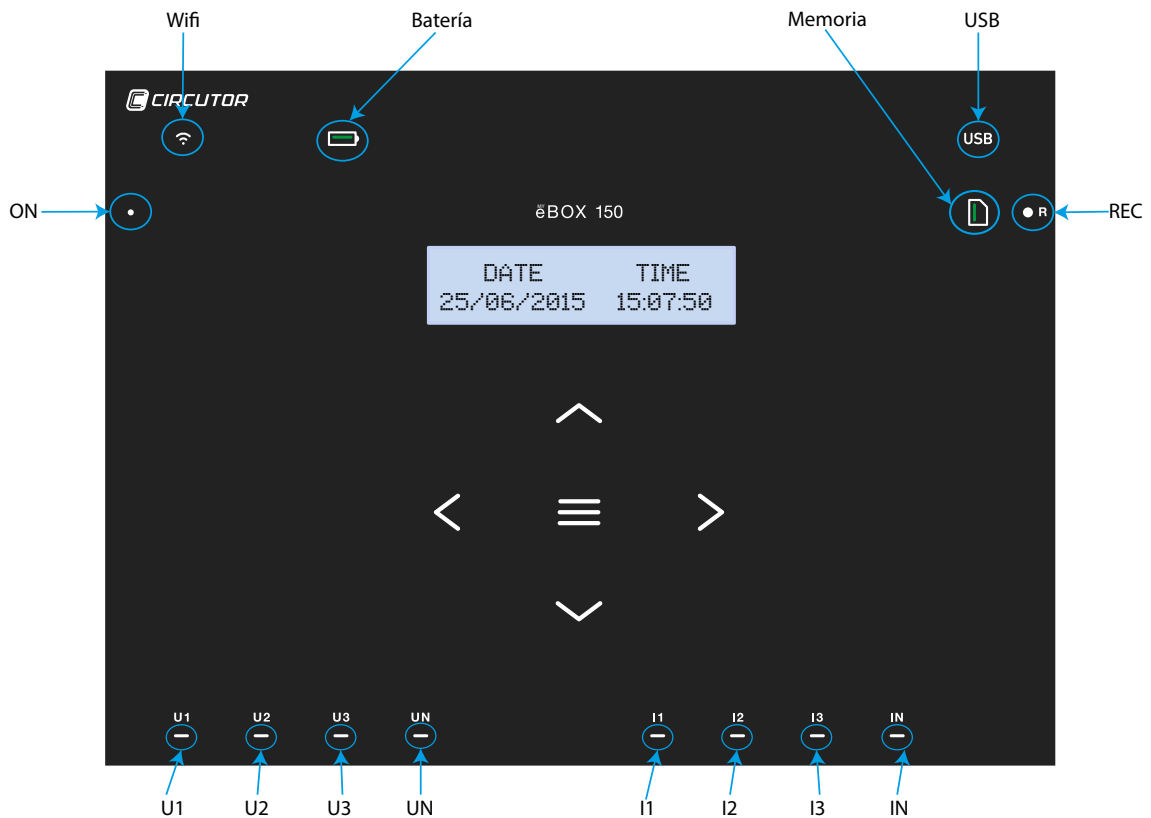 Wifi Batería Memoria USB
CIRCUTOR
USB
ON
MY
ëBOX 150
R
REC
DATE TIME
25/06/2015 15:07:50
U1 U2 U3 UN I1 I2 I3 IN
U1 U2 U3 UN I1 I2 I3 IN